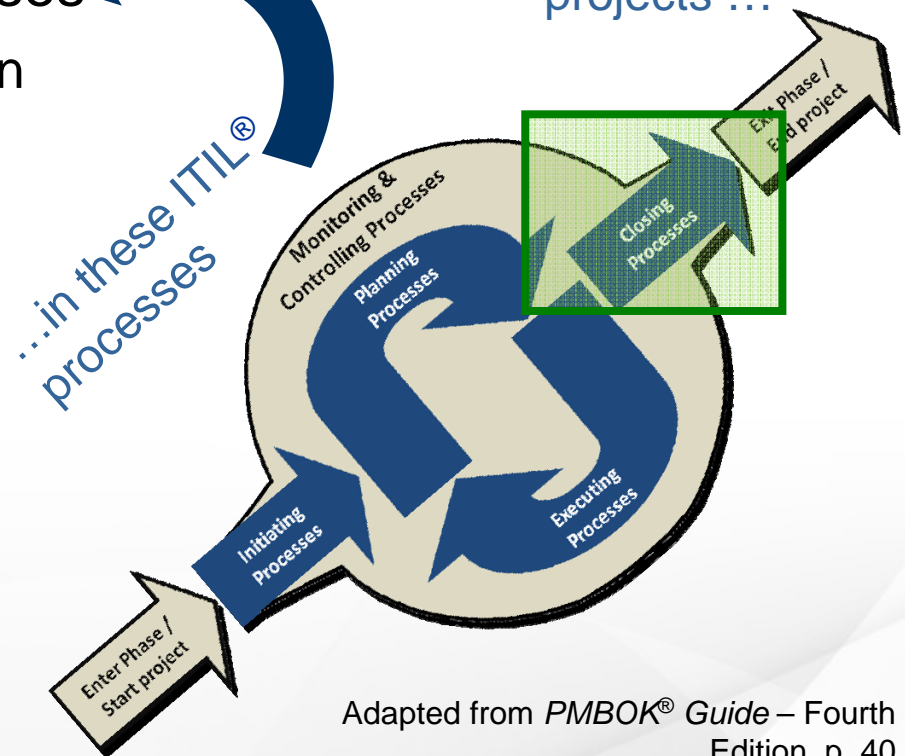 projects …
…in these ITIL®
processes
Exit Phase /
End project
Monitoring &
Controlling Processes
Planning
Processes
Closing
Processes
Executing
Processes
Initiating
Processes
Enter Phase /
Start project
Adapted from PMBOK® Guide – Fourth
Edition, p. 40